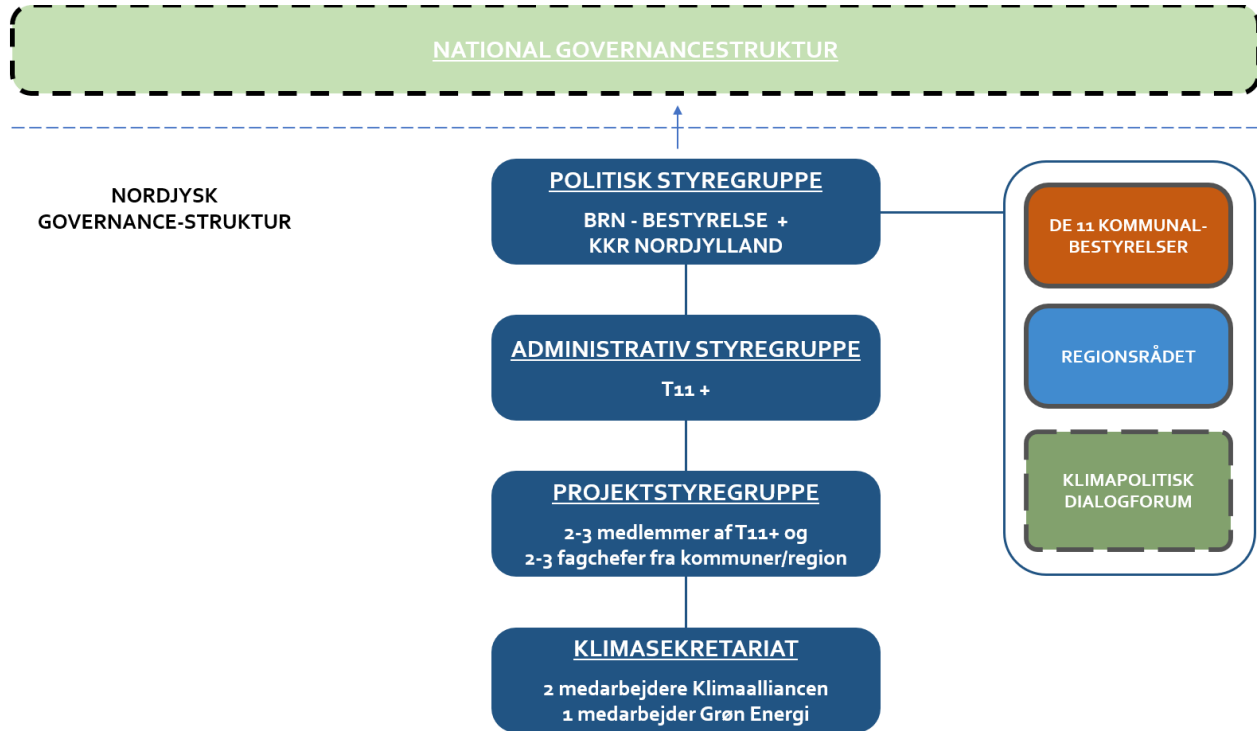 NATIONAL GOVERNANCESTRUKTUR
NORDJYSK
GOVERNANCE-STRUKTUR
POLITISK STYREGRUPPE
BRN - BESTYRELSE +
KKR NORDJYLLAND
ADMINISTRATIV STYREGRUPPE
T11 +
PROJEKTSTYREGRUPPE
2-3 medlemmer af T11+ og
2-3 fagchefer fra kommuner/region
KLIMASEKRETARIAT
2 medarbejdere Klimaalliancen
1 medarbejder Grøn Energi
DE 11 KOMMUNAL-
BESTYRELSER
REGIONSRÅDET
KLIMAPOLITISK
DIALOGFORUM